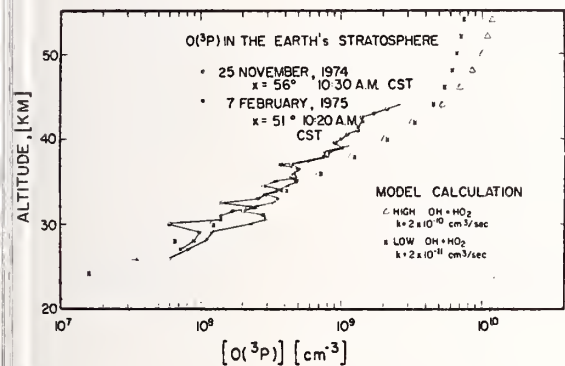 O(³P) IN THE EARTH's STRATOSPHERE
• 25 NOVEMBER, 1974
x = 56° 10:30 A.M. CST
• 7 FEBRUARY, 1975
x = 51° 10:20 A.M.
CST
ALTITUDE, [KM]
50
40
30
20
MODEL CALCULATION
△ HIGH OH + HO₂
k = 2 x 10⁻¹⁰ cm³/sec
x LOW OH + HO₂
k = 2 x 10⁻¹¹ cm³/sec
10⁷
10⁸
10⁹
10¹⁰
[O(³P)] [cm⁻³]